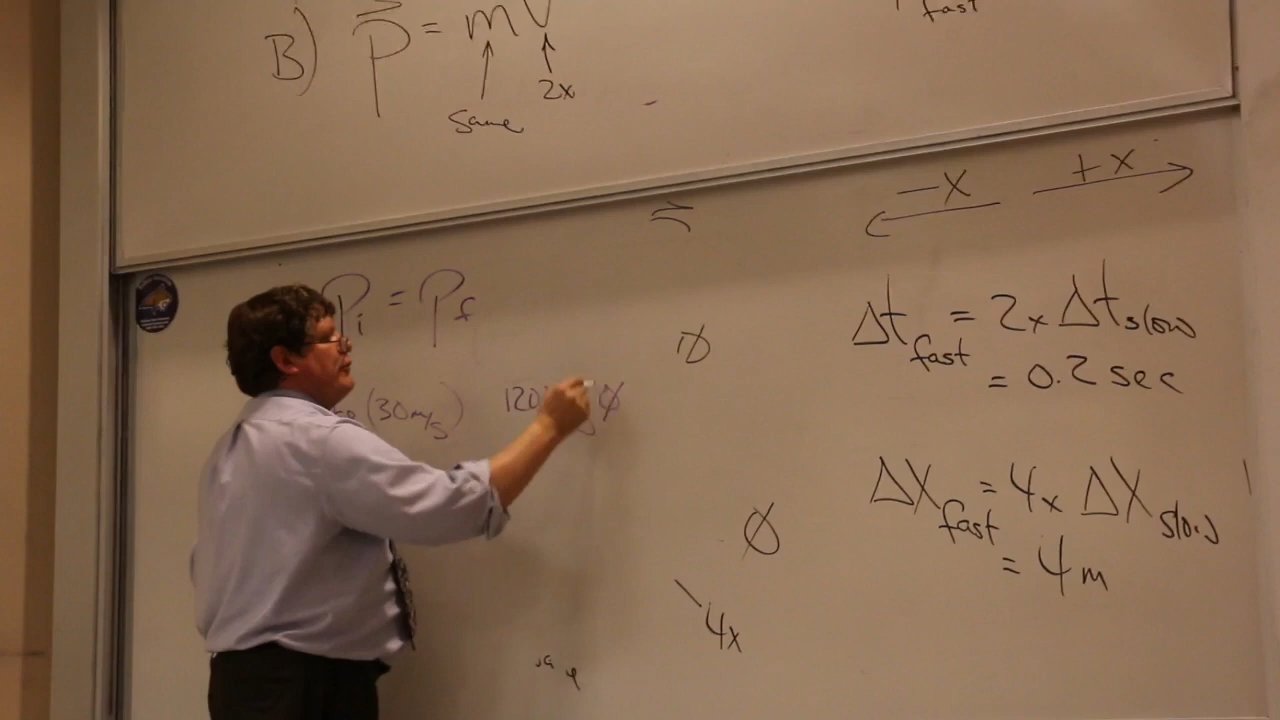 B) p = mv
same
2x
fast
-x
+x
Pi = Pf
(30 m/s) 120 Ø
Ø
Δt fast = 2x Δt slow
= 0.2 sec
Δx fast = 4x Δx slow
= 4 m
Ø
4x